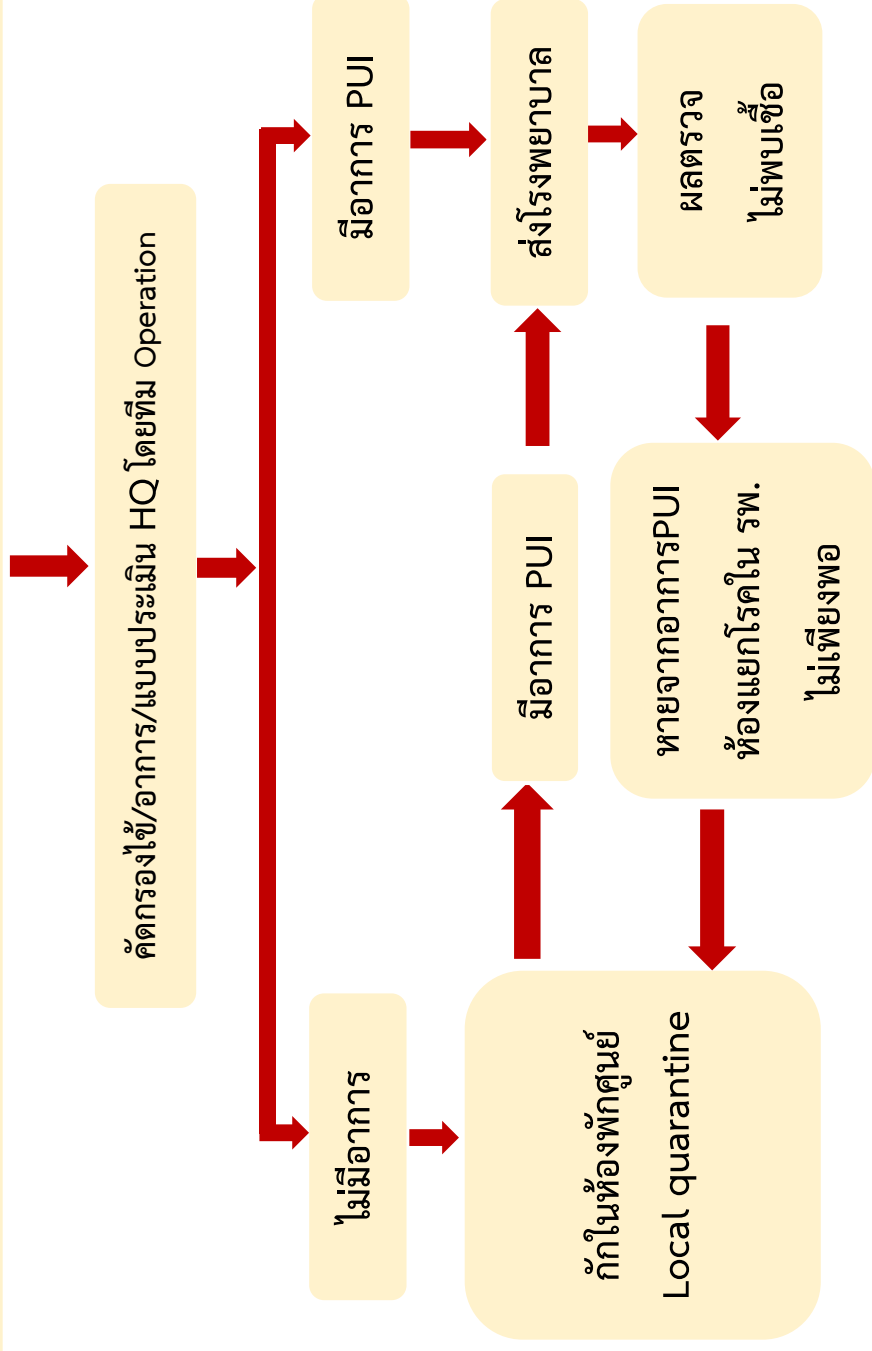 คัดกรองไข้/อาการ/แบบประเมิน HQ โดยทีม Operation
ไม่มีอาการ
มีอาการ PUI
กักในห้องพักศูนย์
Local quarantine
มีอาการ PUI
ส่งโรงพยาบาล
ผลตรวจ
ไม่พบเชื้อ
หายจากอาการPUI
ห้องแยกโรคใน รพ.
ไม่เพียงพอ